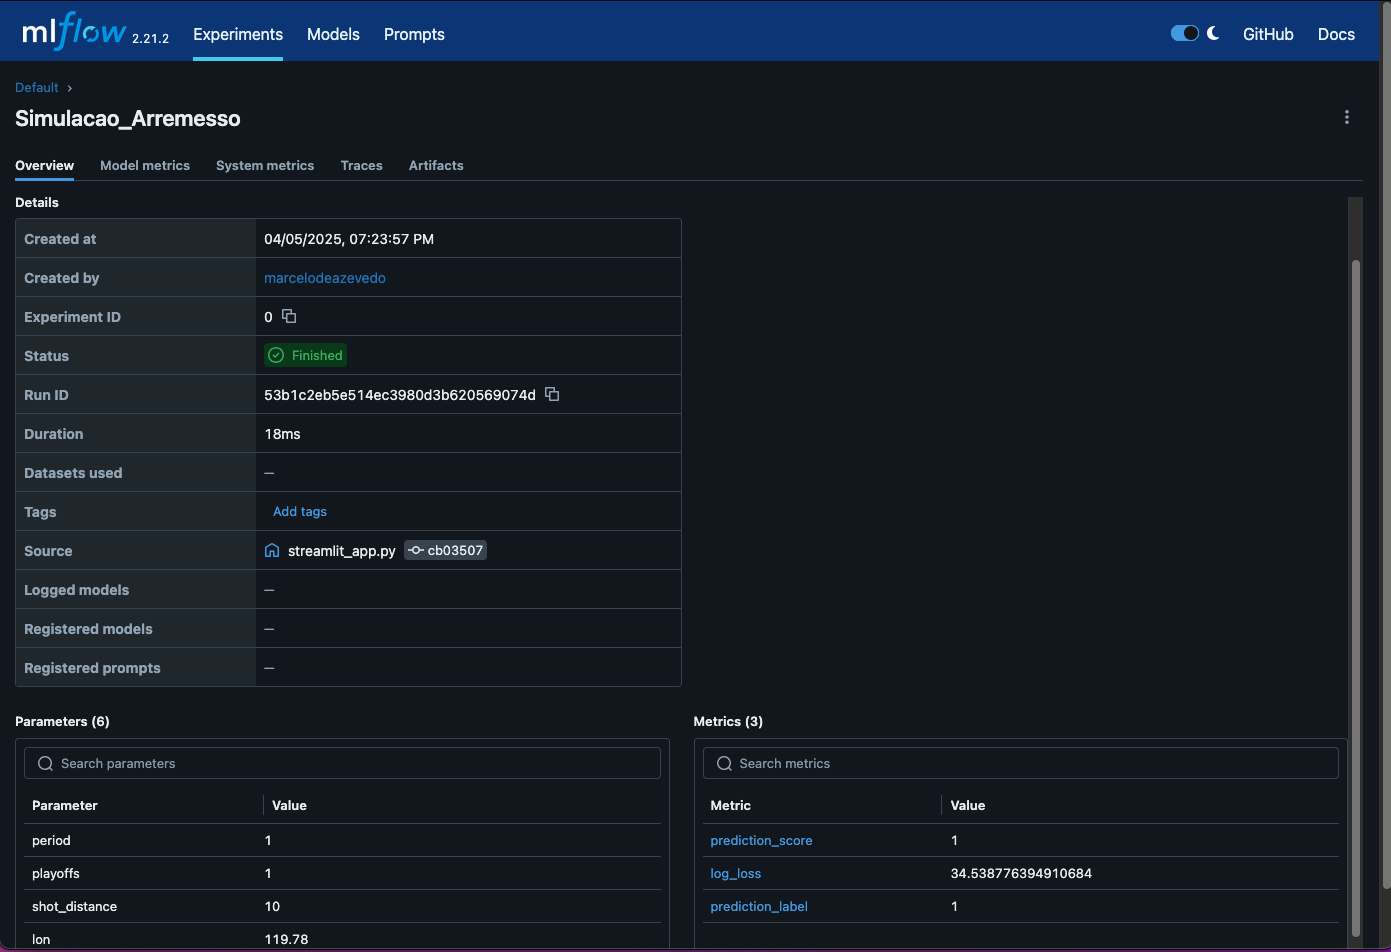 mlflow 2.21.2 Experiments Models Prompts GitHub Docs
Default
Simulacao_Arremesso
Overview Model metrics System metrics Traces Artifacts
Details
Created at 04/05/2025, 07:23:57 PM
Created by marcelodeazevedo
Experiment ID 0
Status Finished
Run ID 53b1c2eb5e514ec3980d3b620569074d
Duration 18ms
Datasets used —
Tags Add tags
Source streamlit_app.py cb03507
Logged models —
Registered models —
Registered prompts —
Parameters (6)
Search parameters
Parameter Value
period 1
playoffs 1
shot_distance 10
lon 119.78
Metrics (3)
Search metrics
Metric Value
prediction_score 1
log_loss 34.538776394910684
prediction_label 1